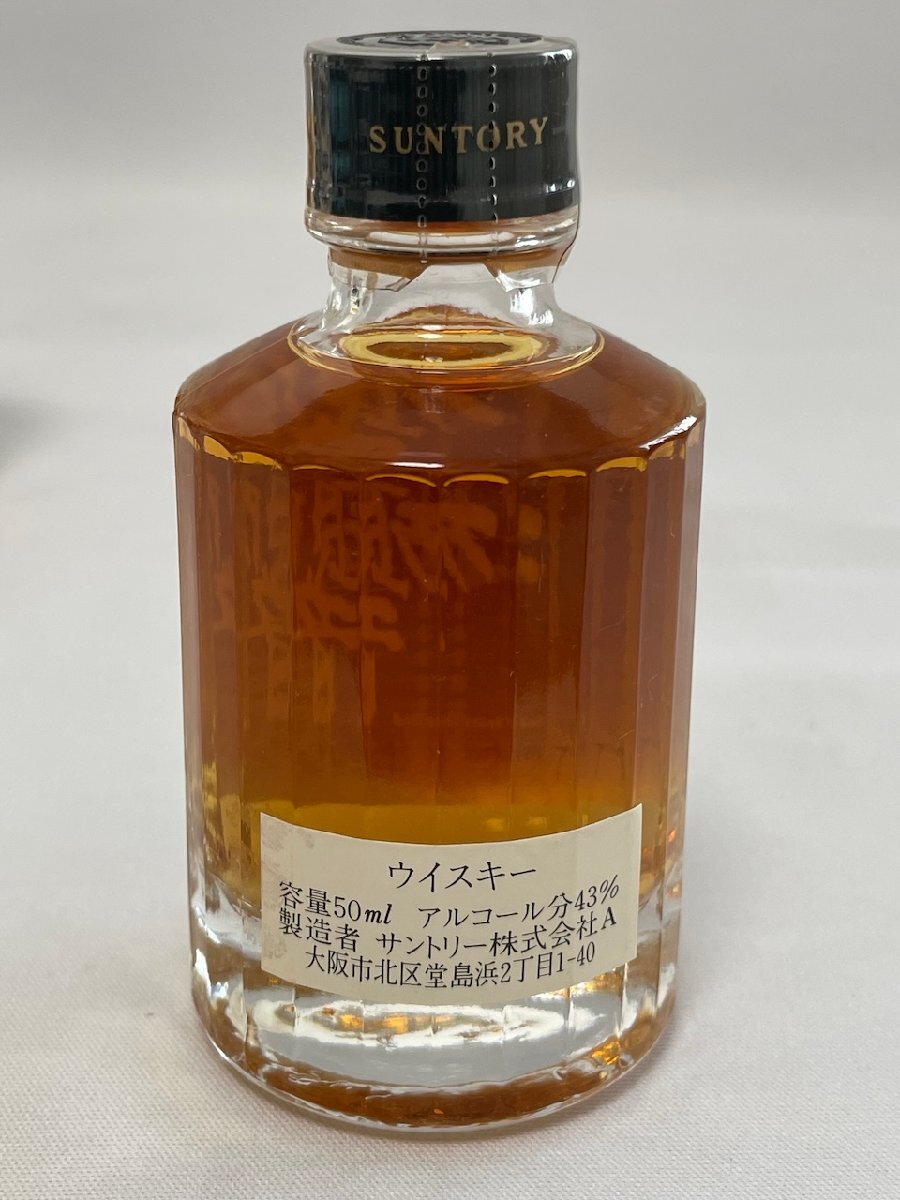 SUNTORY
ウイスキー
容量50ml アルコール分43%
製造者 サントリー株式会社A
大阪市北区堂島浜2丁目1-40